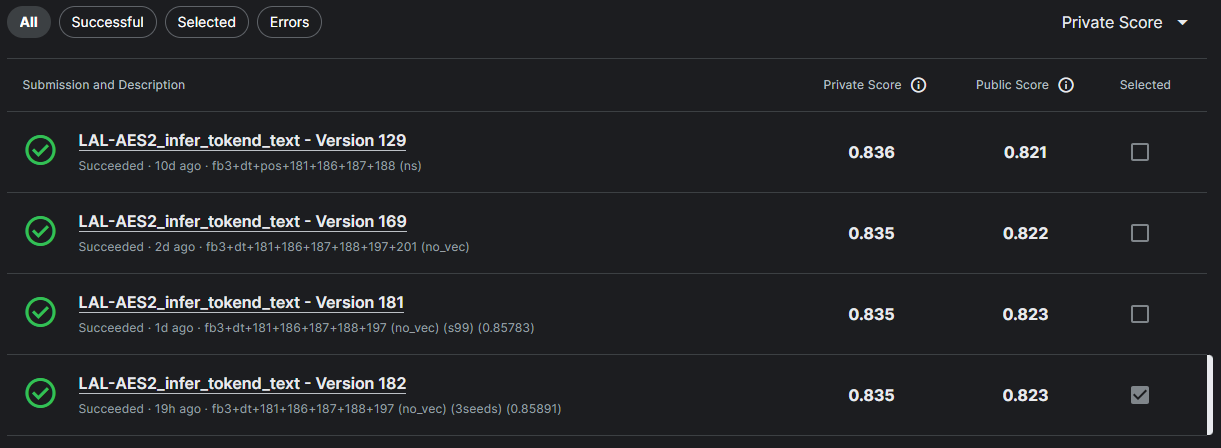 All Successful Selected Errors Private Score
Submission and Description Private Score Public Score Selected
LAL-AES2_infer_tokend_text - Version 129
Succeeded · 10d ago · fb3+dt+pos+181+186+187+188 (ns)
0.836 0.821
LAL-AES2_infer_tokend_text - Version 169
Succeeded · 2d ago · fb3+dt+181+186+187+188+197+201 (no_vec)
0.835 0.822
LAL-AES2_infer_tokend_text - Version 181
Succeeded · 1d ago · fb3+dt+181+186+187+188+197 (no_vec) (s99) (0.85783)
0.835 0.823
LAL-AES2_infer_tokend_text - Version 182
Succeeded · 19h ago · fb3+dt+181+186+187+188+197 (no_vec) (3seeds) (0.85891)
0.835 0.823